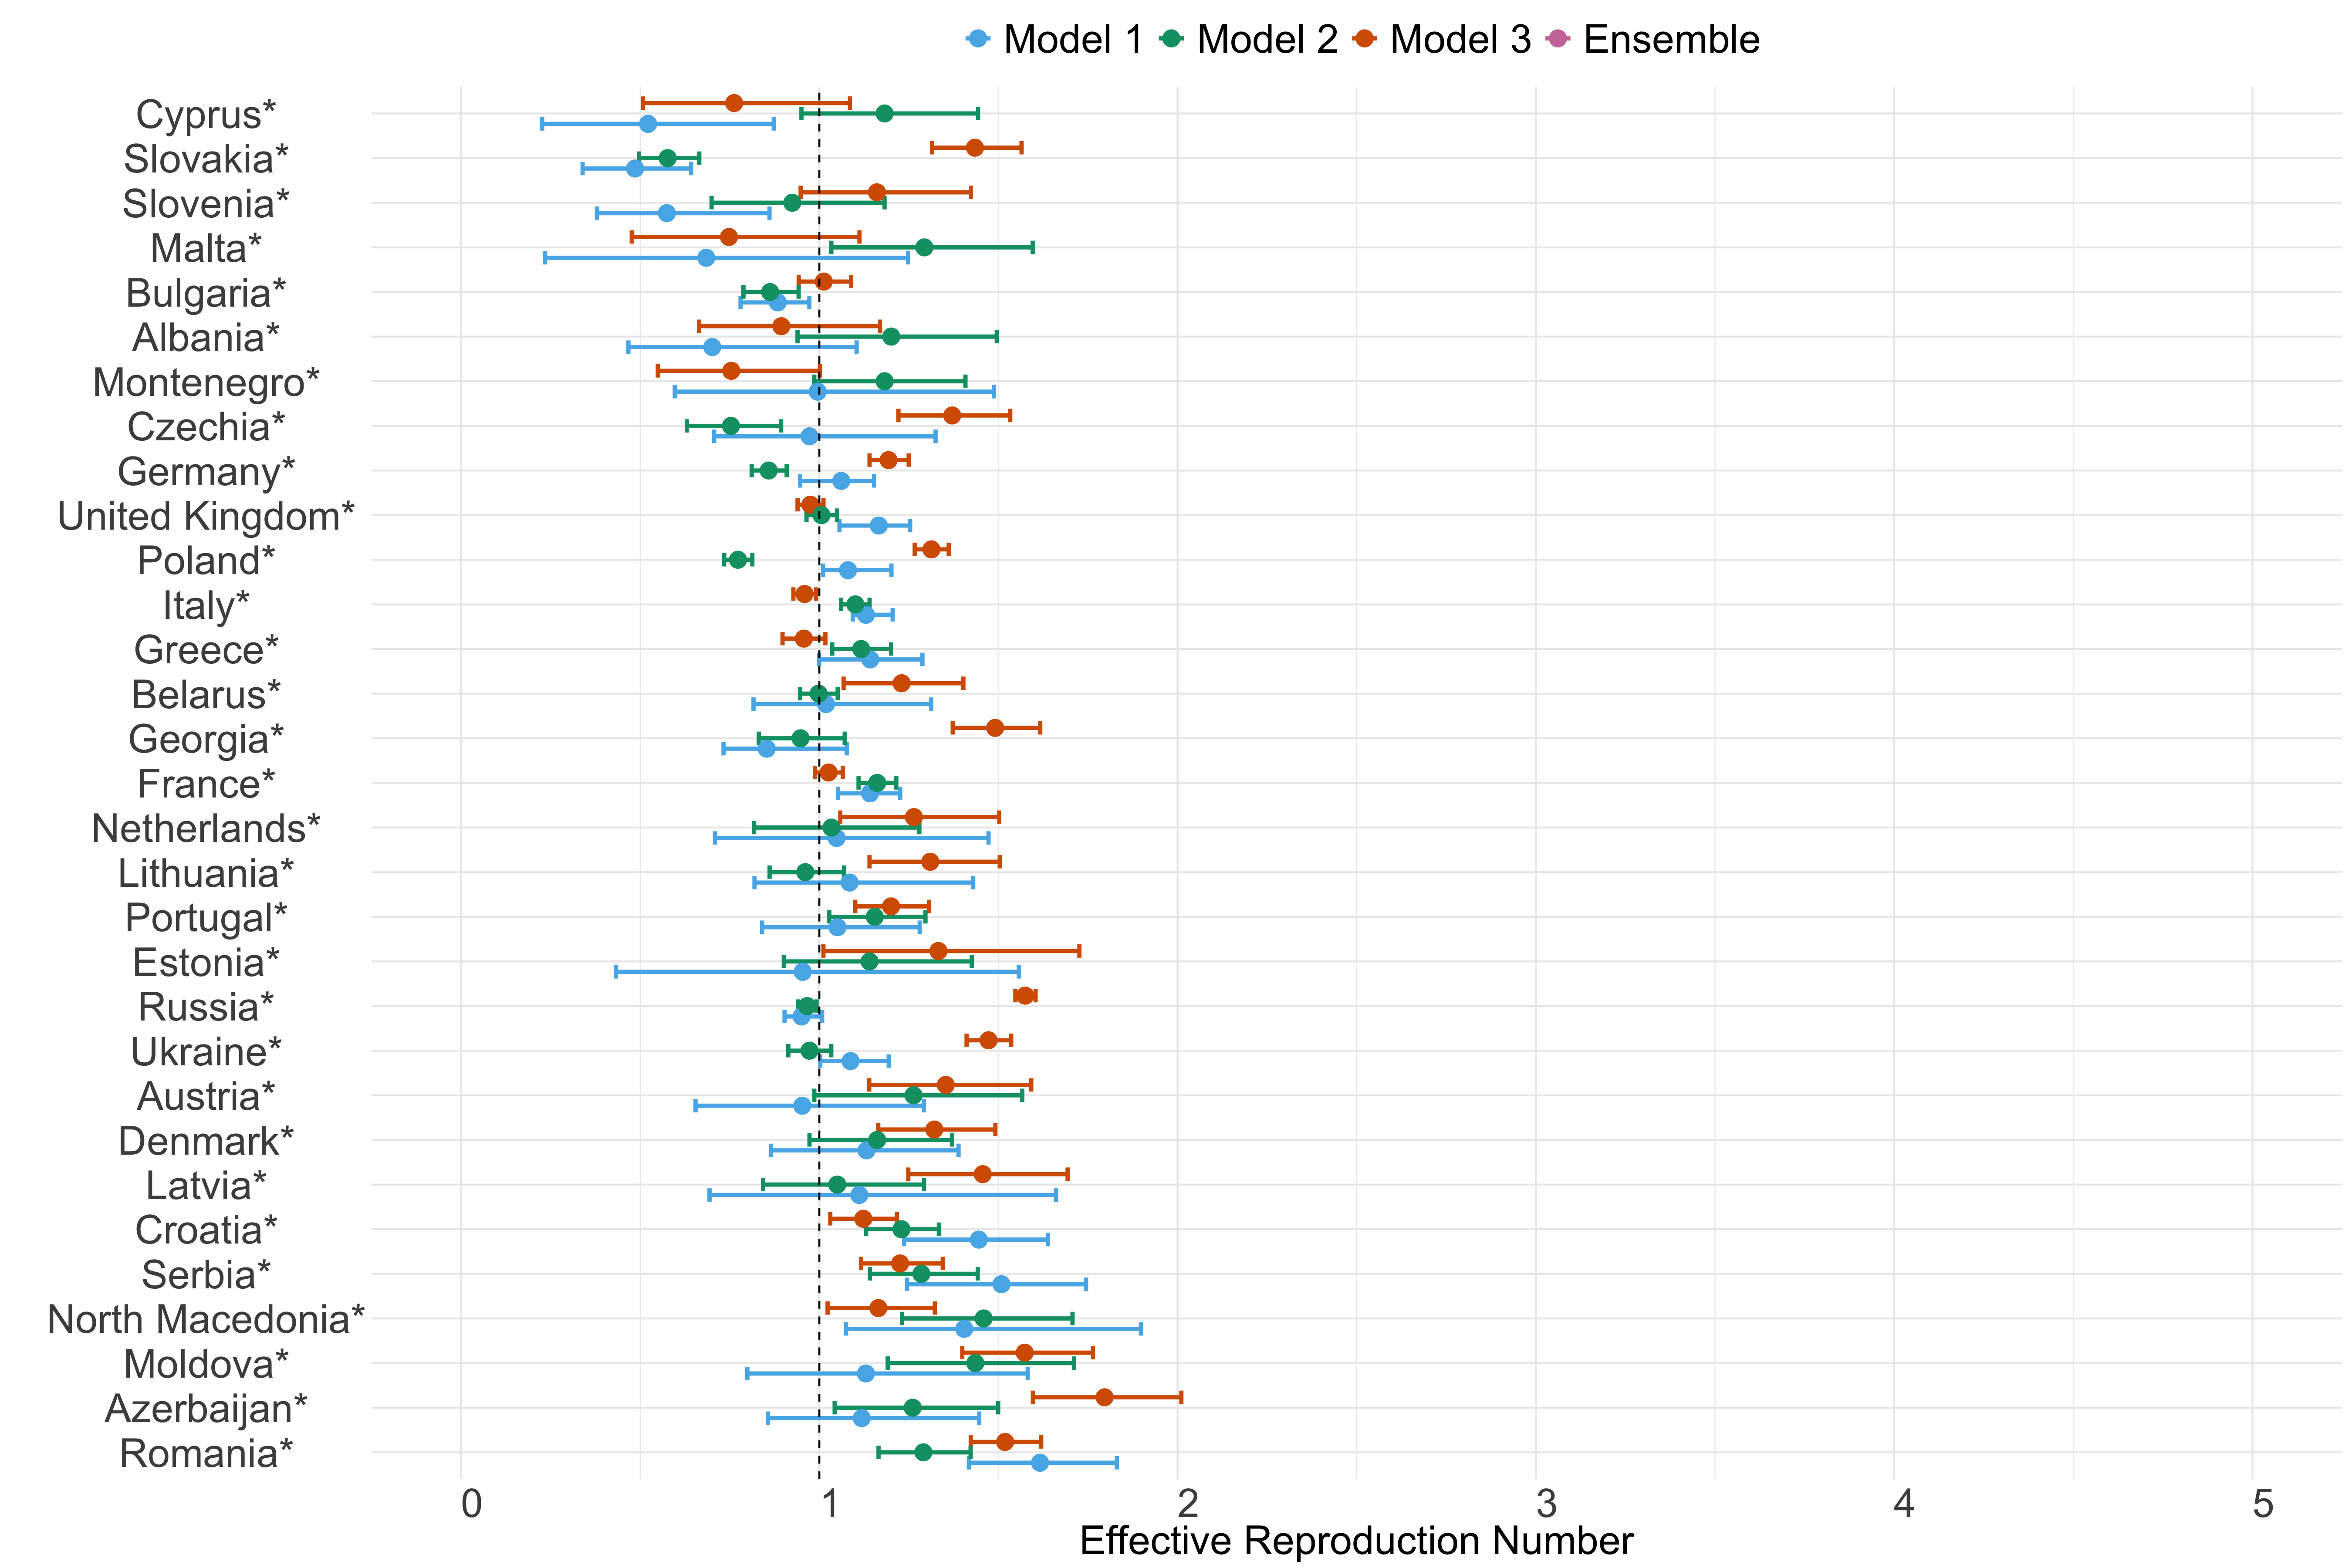 Model 1 Model 2 Model 3 Ensemble
Cyprus*
Slovakia*
Slovenia*
Malta*
Bulgaria*
Albania*
Montenegro*
Czechia*
Germany*
United Kingdom*
Poland*
Italy*
Greece*
Belarus*
Georgia*
France*
Netherlands*
Lithuania*
Portugal*
Estonia*
Russia*
Ukraine*
Austria*
Denmark*
Latvia*
Croatia*
Serbia*
North Macedonia*
Moldova*
Azerbaijan*
Romania*
0 1 2 3 4 5
Effective Reproduction Number